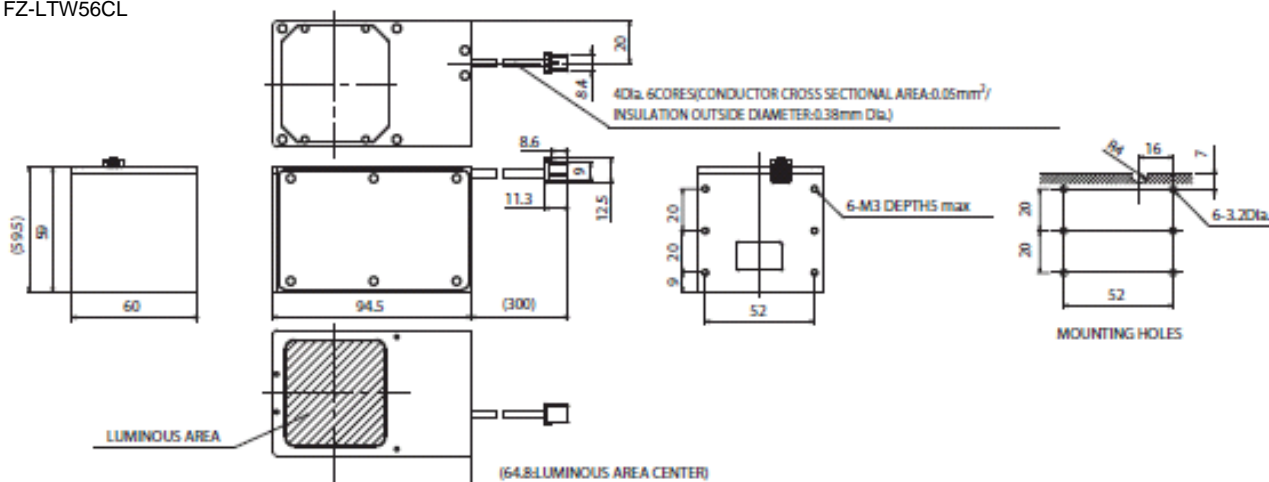 FZ-LTW56CL
20
8.4
4Dia. 6CORES(CONDUCTOR CROSS SECTIONAL AREA:0.05mm²/
INSULATION OUTSIDE DIAMETER:0.38mm Dia.)
8.6
9
12.5
11.3
(59.5)
59
60
94.5
(300)
20
20
9
52
6-M3 DEPTH5 max
R4
16
7
20
20
6-3.2Dia.
52
MOUNTING HOLES
LUMINOUS AREA
(64.8:LUMINOUS AREA CENTER)